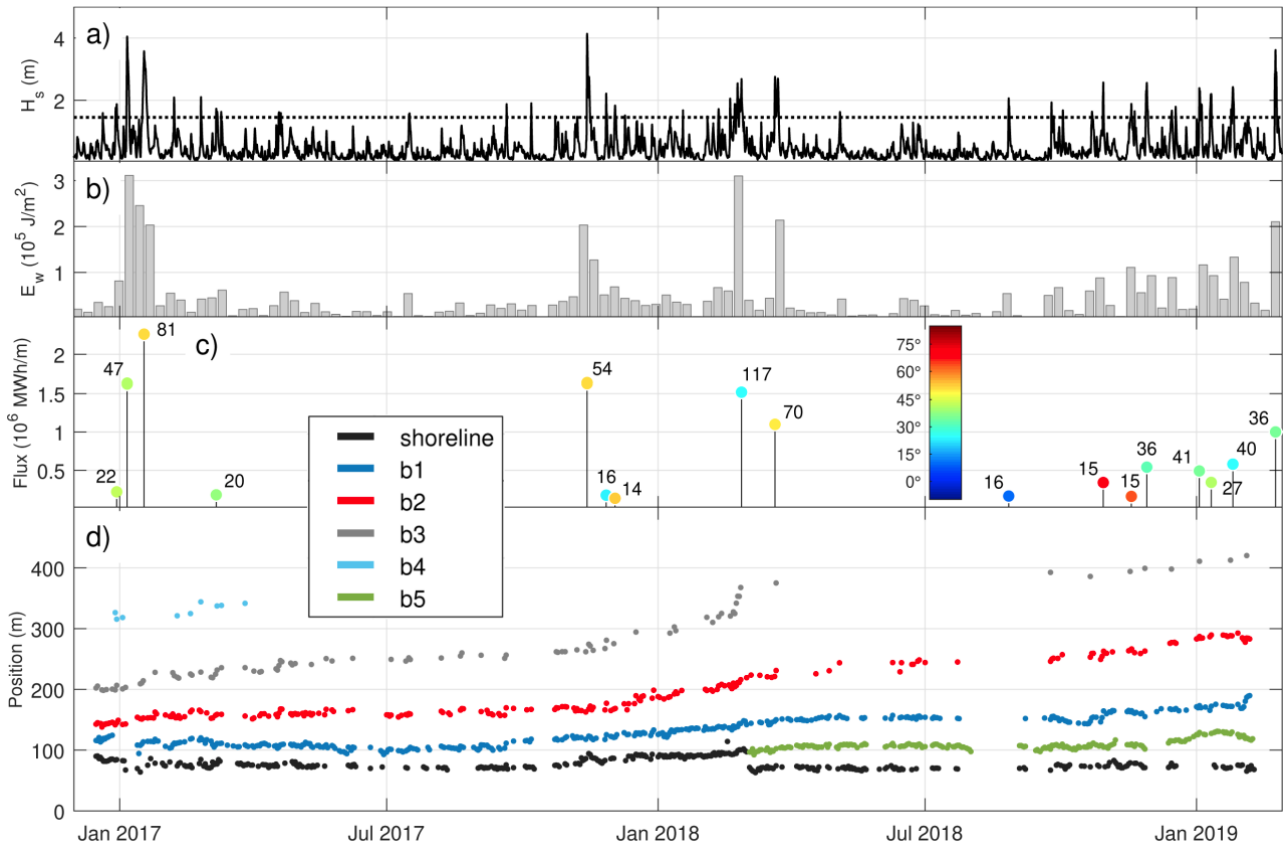 a)
H_s (m)
4
2
b)
E_w (10^5 J/m^2)
3
2
1
c)
Flux (10^6 MWh/m)
2
1.5
1
0.5
22
47
81
20
54
16
14
117
70
16
15
15
36
41
27
40
36
75°
60°
45°
30°
15°
0°
shoreline
b1
b2
b3
b4
b5
d)
Position (m)
400
300
200
100
0
Jan 2017
Jul 2017
Jan 2018
Jul 2018
Jan 2019